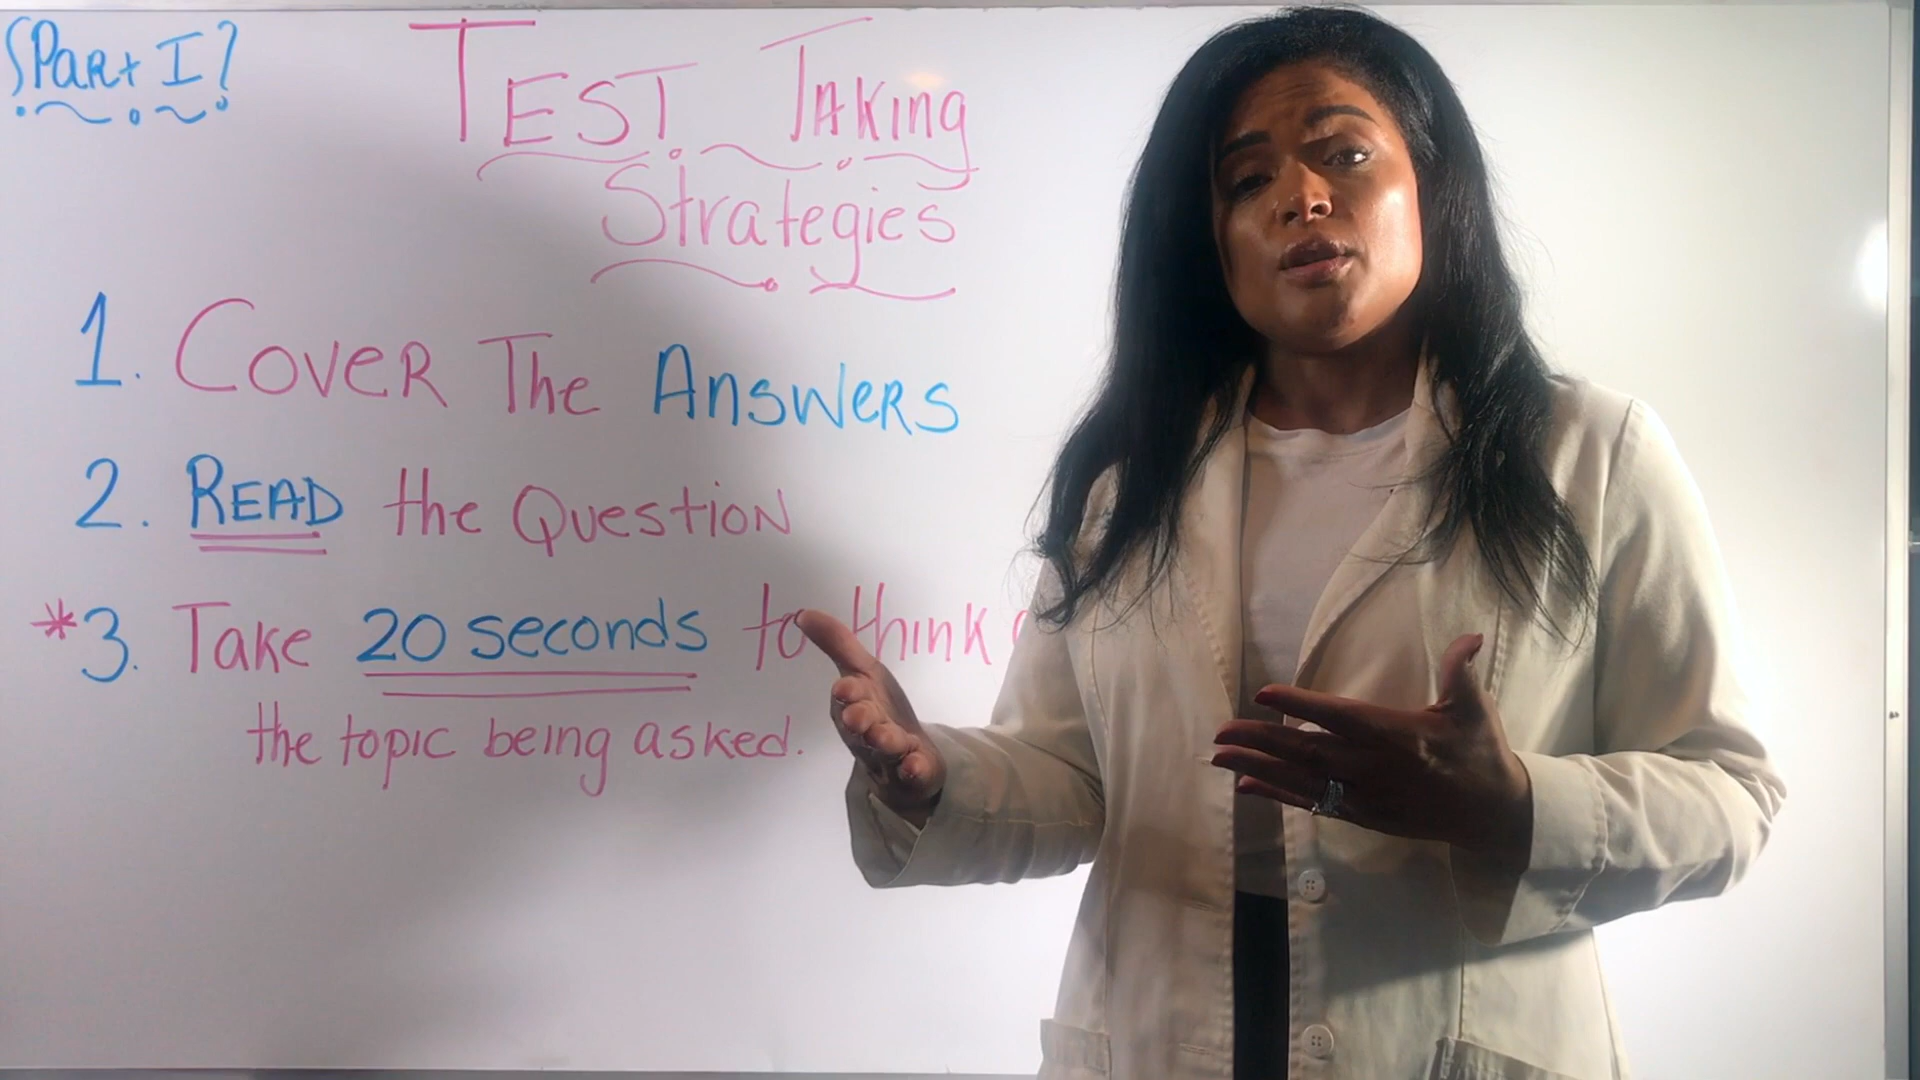 {Part I}
TEST TAKING
Strategies
1. COVER The ANSWERS
2. READ the QUESTION
*3. Take 20 seconds to think
the topic being asked.